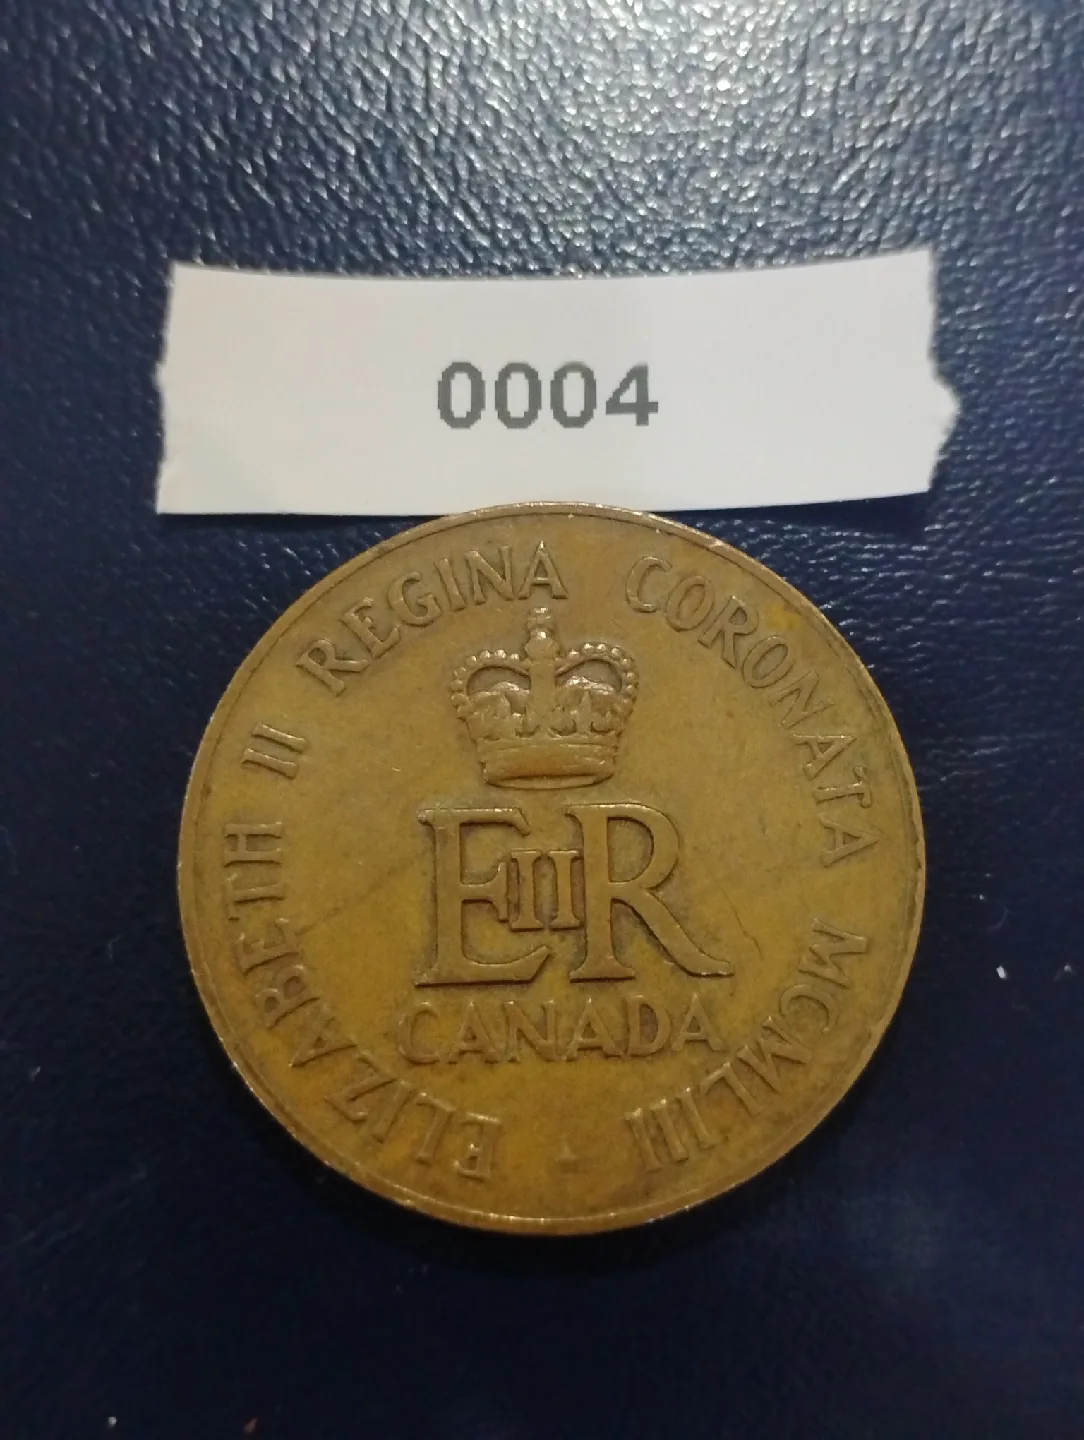 0004
ELIZABETH II REGINA CORONATA MCMLIII
EIIR
CANADA